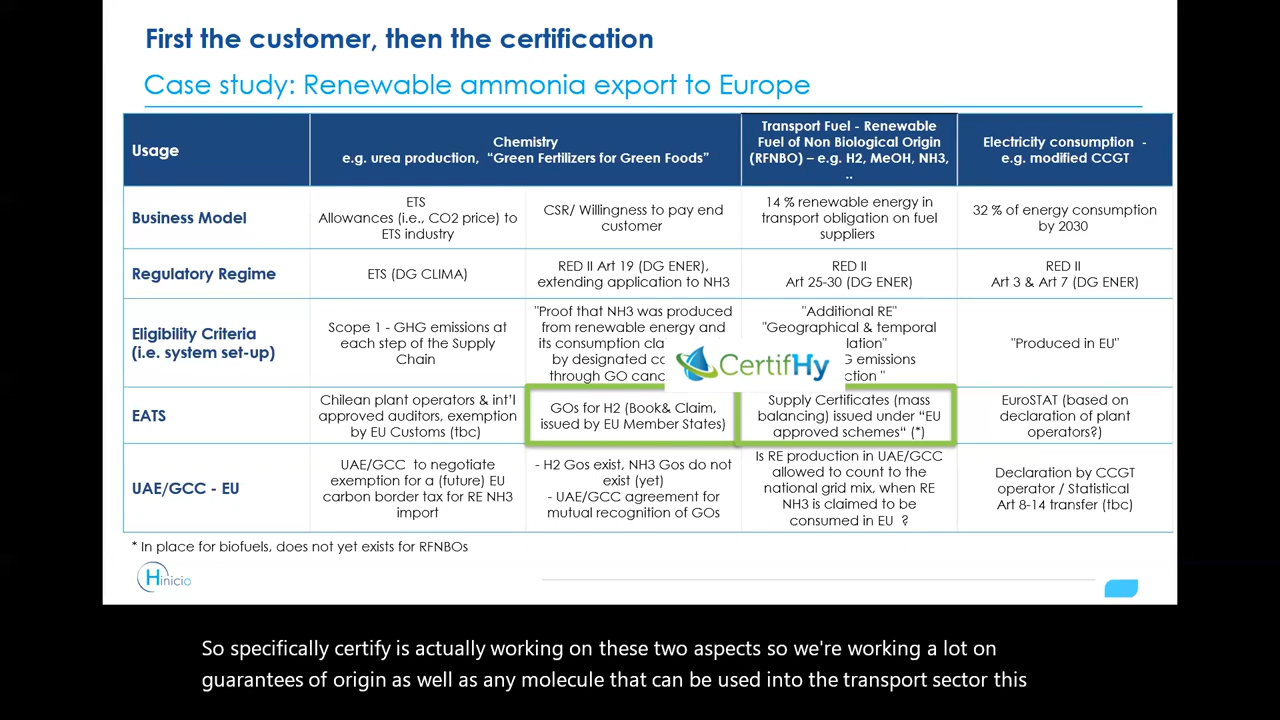 First the customer, then the certification
Case study: Renewable ammonia export to Europe
Usage
Chemistry
e.g. urea production, “Green Fertilizers for Green Foods”
Transport Fuel - Renewable
Fuel of Non Biological Origin
(RFNBO) – e.g. H2, MeOH, NH3,
..
Electricity consumption -
e.g. modified CCGT
Business Model
ETS
Allowances (i.e., CO2 price) to
ETS industry
CSR/ Willingness to pay end
customer
14 % renewable energy in
transport obligation on fuel
suppliers
32 % of energy consumption
by 2030
Regulatory Regime
ETS (DG CLIMA)
RED II Art 19 (DG ENER),
extending application to NH3
RED II
Art 25-30 (DG ENER)
RED II
Art 3 & Art 7 (DG ENER)
Eligibility Criteria
(i.e. system set-up)
Scope 1 - GHG emissions at
each step of the Supply
Chain
"Proof that NH3 was produced
from renewable energy and
its consumption
by designated
through GO
"Additional RE"
"Geographical & temporal
emissions
"Produced in EU"
CertifHy
EATS
Chilean plant operators & int’l
approved auditors, exemption
by EU Customs (tbc)
GOs for H2 (Book& Claim,
issued by EU Member States)
Supply Certificates (mass
balancing) issued under “EU
approved schemes“ (*)
EuroSTAT (based on
declaration of plant
operators?)
UAE/GCC - EU
UAE/GCC to negotiate
exemption for a (future) EU
carbon border tax for RE NH3
import
- H2 Gos exist, NH3 Gos do not
exist (yet)
- UAE/GCC agreement for
mutual recognition of GOs
Is RE production in UAE/GCC
allowed to count to the
national grid mix, when RE
NH3 is claimed to be
consumed in EU ?
Declaration by CCGT
operator / Statistical
Art 8-14 transfer (tbc)
* In place for biofuels, does not yet exists for RFNBOs
Hinicio
So specifically certify is actually working on these two aspects so we're working a lot on
guarantees of origin as well as any molecule that can be used into the transport sector this